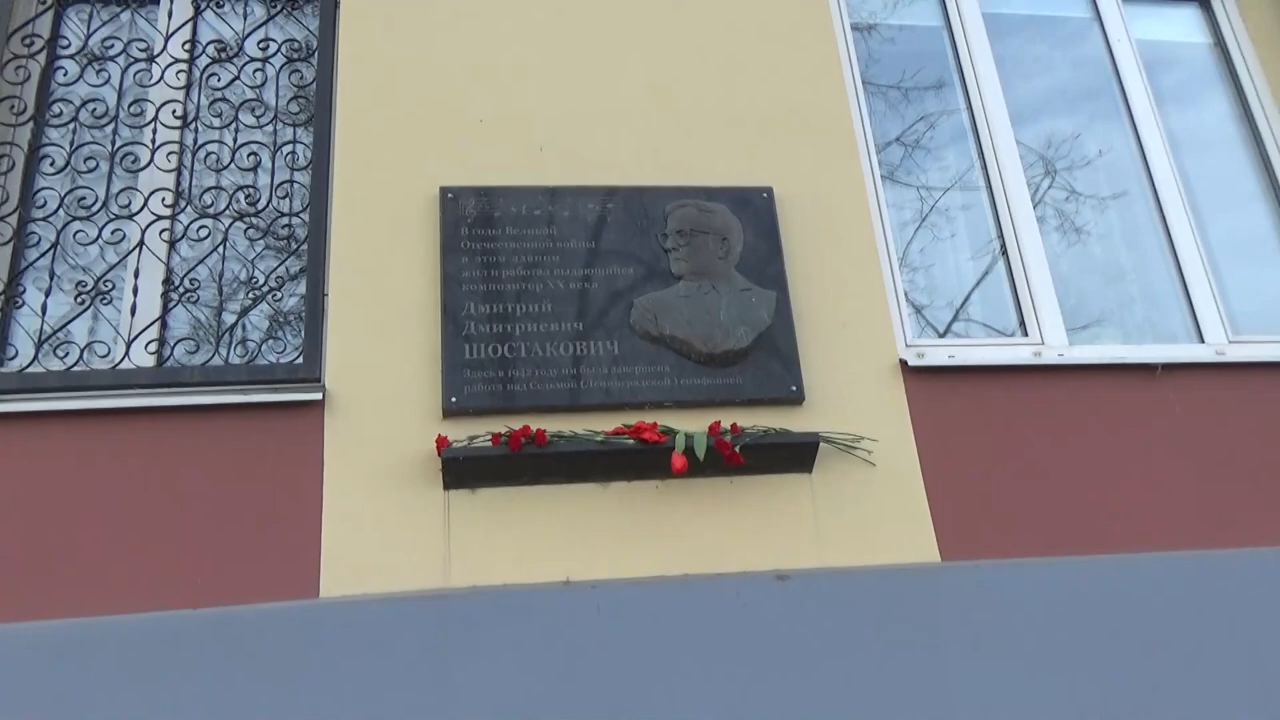 В годы Великой
Отечественной войны
в этом здании
жил и работал выдающийся
композитор XX века
Дмитрий
Дмитриевич
ШОСТАКОВИЧ
Здесь в 1942 году им была завершена
работа над Седьмой (Ленинградской) симфонией